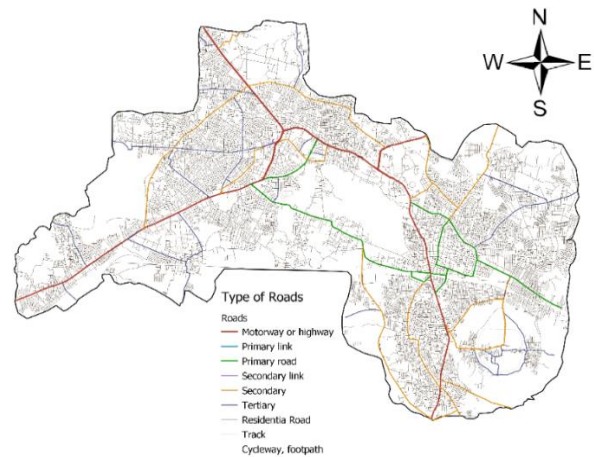 N
W E
S
Type of Roads
Roads
Motorway or highway
Primary link
Primary road
Secondary link
Secondary
Tertiary
Residentia Road
Track
Cycleway, footpath